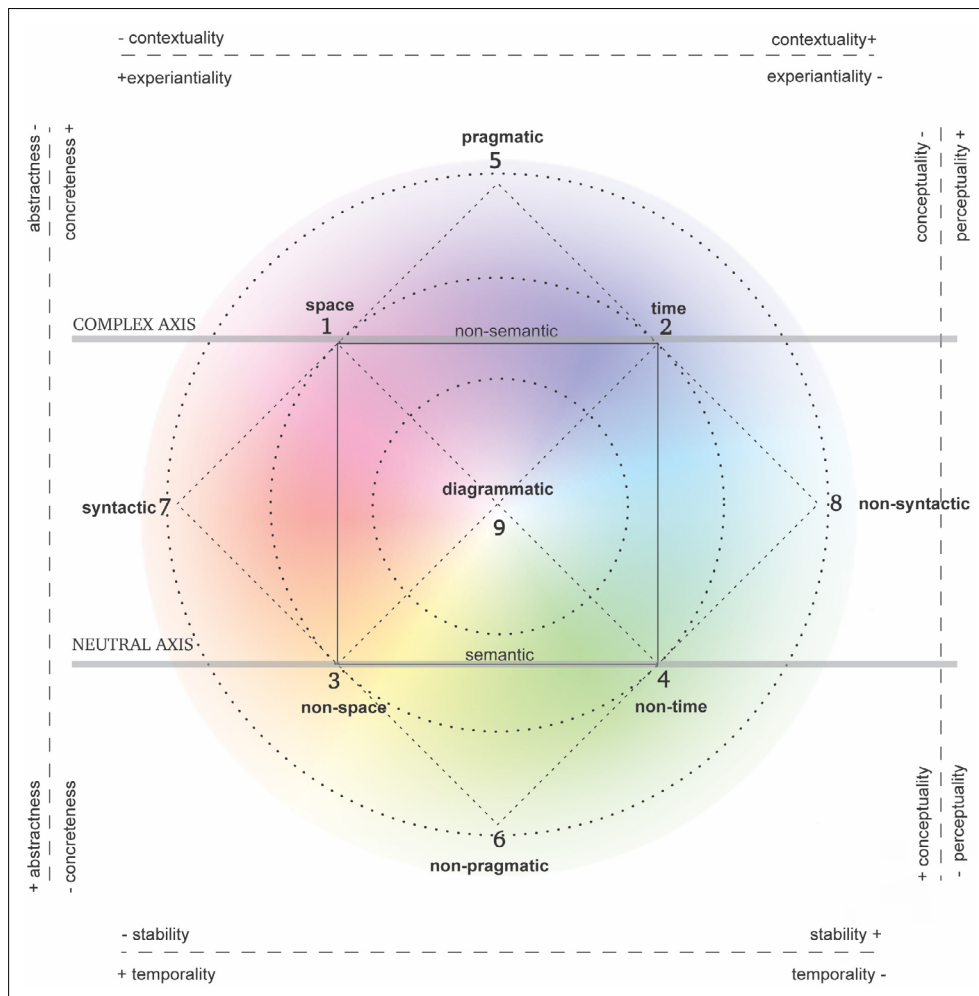 - contextuality
contextuality+
+experiantiality
experiantiality -
abstractness -
concreteness +
conceptuality -
perceptuality +
pragmatic
5
space
1
time
2
COMPLEX AXIS
non-semantic
diagrammatic
9
syntactic 7
8 non-syntactic
NEUTRAL AXIS
semantic
3
non-space
4
non-time
6
non-pragmatic
+ abstractness
- concreteness
+ conceptuality
- perceptuality
- stability
stability +
+ temporality
temporality -